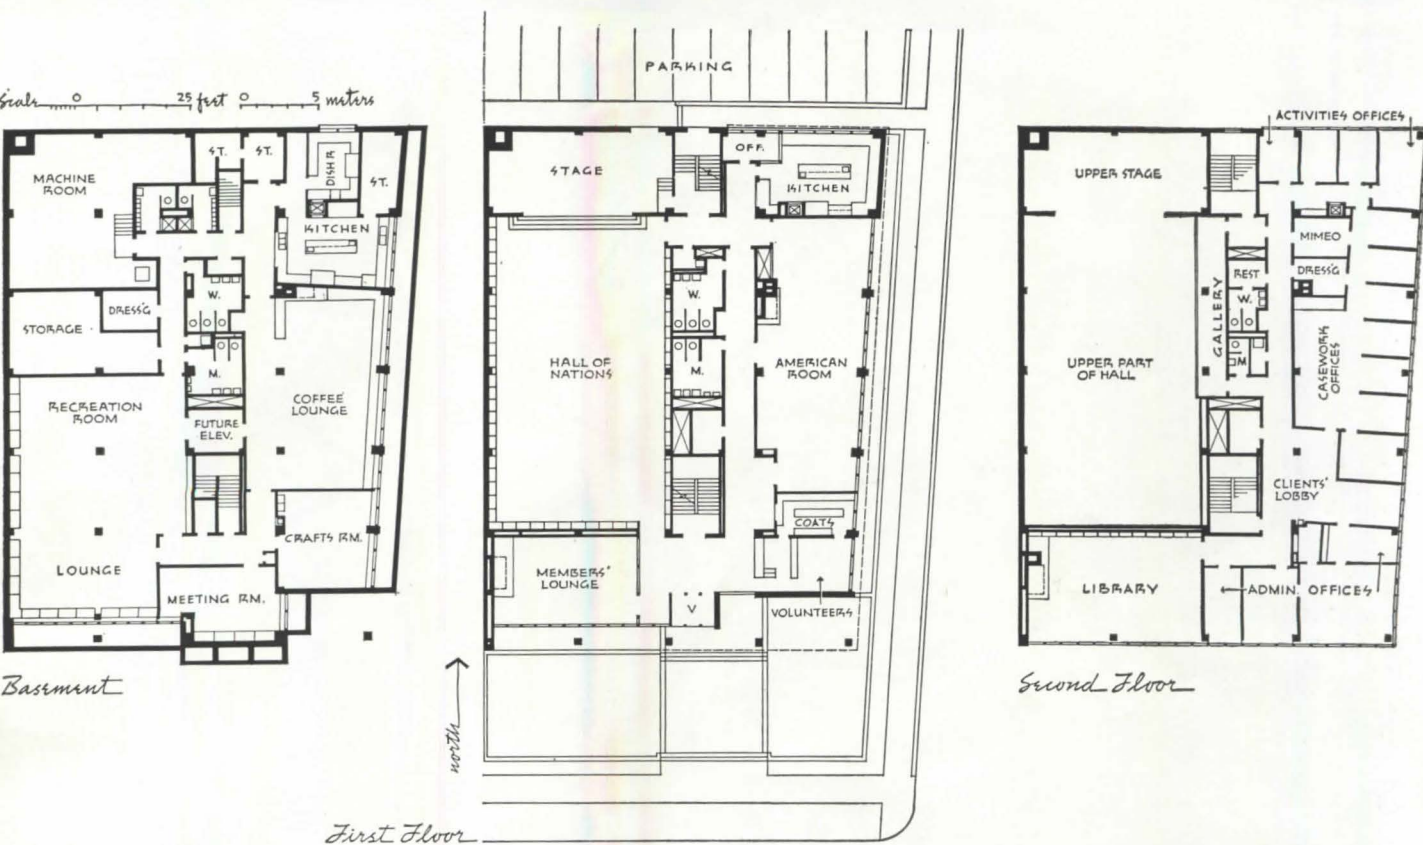 Scale 0 25 feet 0 5 meters
ST.
ST.
DISH R
ST.
MACHINE
ROOM
KITCHEN
W.
DRESS'G
STORAGE
M.
RECREATION
ROOM
COFFEE
LOUNGE
FUTURE
ELEV.
CRAFTS RM.
LOUNGE
MEETING RM.
Basement
PARKING
OFF.
STAGE
KITCHEN
W.
HALL OF
NATIONS
M.
AMERICAN
ROOM
COATS
MEMBERS'
LOUNGE
V
VOLUNTEERS
north
First Floor
ACTIVITIES OFFICES
UPPER STAGE
MIMEO
REST
DRESS'G
W.
GALLERY
UPPER PART
OF HALL
M
CASEWORK
OFFICES
CLIENTS'
LOBBY
LIBRARY
ADMIN. OFFICES
Second Floor